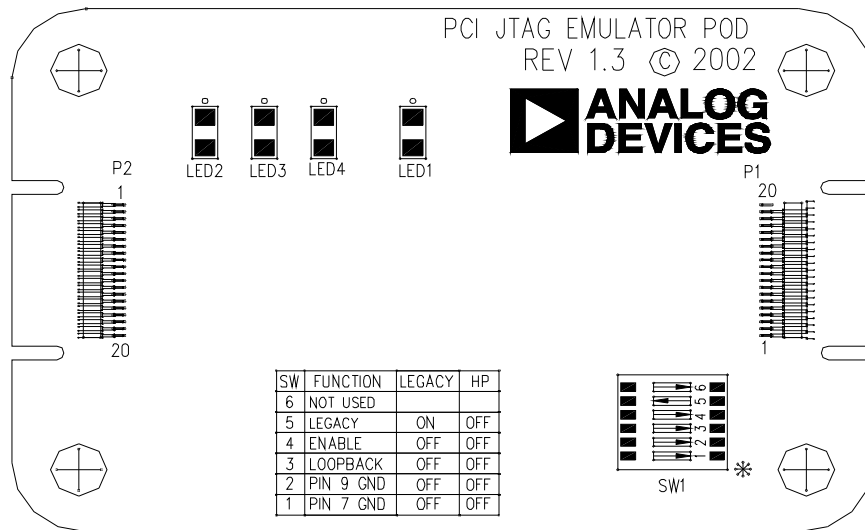 PCI JTAG EMULATOR POD
REV 1.3 © 2002
ANALOG
DEVICES
LED2 LED3 LED4 LED1
P2
1
20
P1
20
1
SW FUNCTION LEGACY HP
6 NOT USED
5 LEGACY ON OFF
4 ENABLE OFF OFF
3 LOOPBACK OFF OFF
2 PIN 9 GND OFF OFF
1 PIN 7 GND OFF OFF
6
5
4
3
2
1
SW1 *